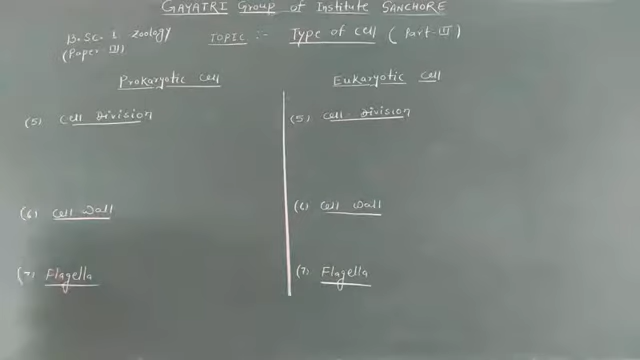 GAYATRI Group of Institute SANCHORE
B.Sc. I Zoology
(Paper III)
TOPIC :- Type of cell (Part-III)
Prokaryotic cell
Eukaryotic cell
(5) Cell Division
(5) Cell Division
(6) Cell Wall
(6) Cell Wall
(7) Flagella
(7) Flagella